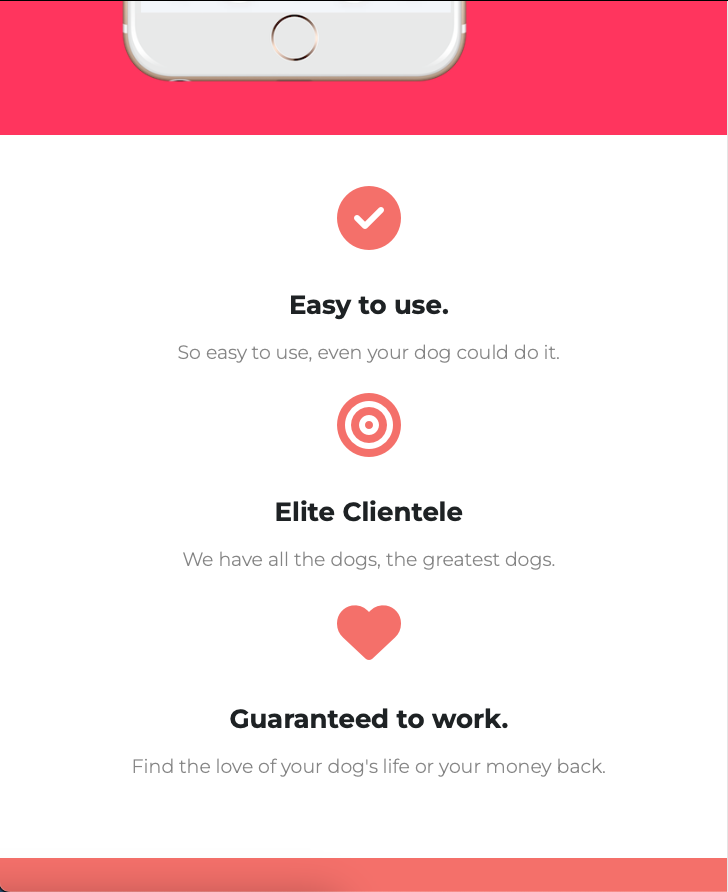 Easy to use.
So easy to use, even your dog could do it.
Elite Clientele
We have all the dogs, the greatest dogs.
Guaranteed to work.
Find the love of your dog's life or your money back.